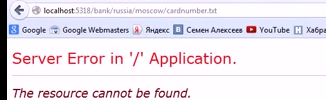 localhost:5318/bank/russia/moscow/cardnumber.txt
Google Google Webmasters Яндекс Семен Алексеев YouTube Хабра
Server Error in '/' Application.
The resource cannot be found.